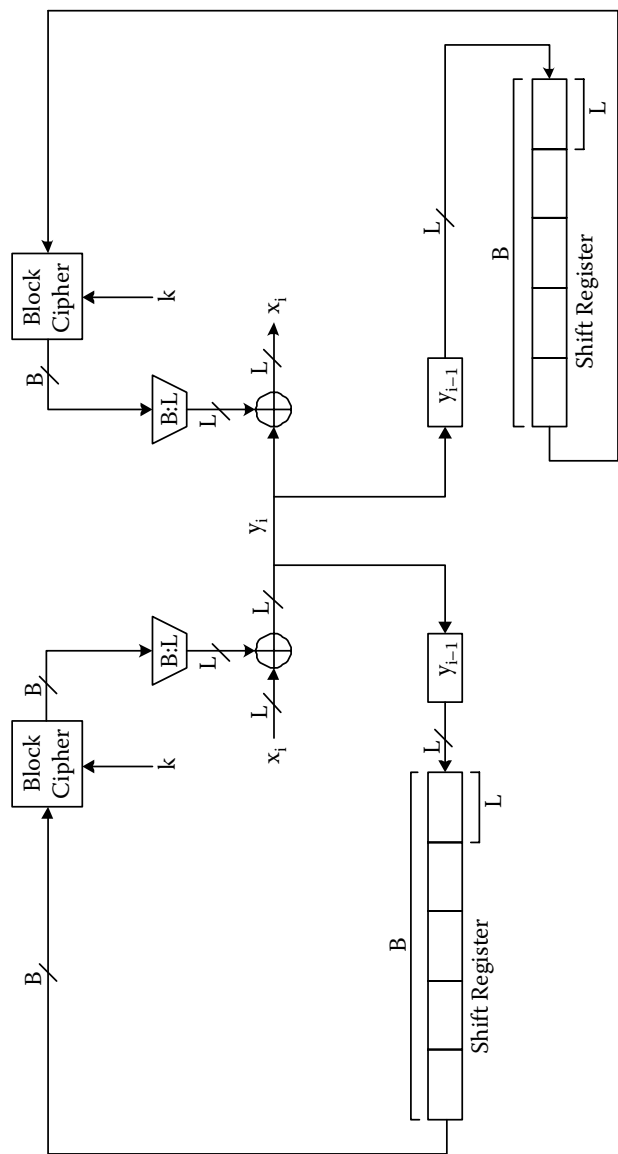 B
Block
Cipher
B
B
Block
Cipher
k
B:L
k
B:L
L
L
x_i
L
L
y_i
L
x_i
B
L
y_{i−1}
y_{i−1}
L
Shift Register
L
B
Shift Register
L